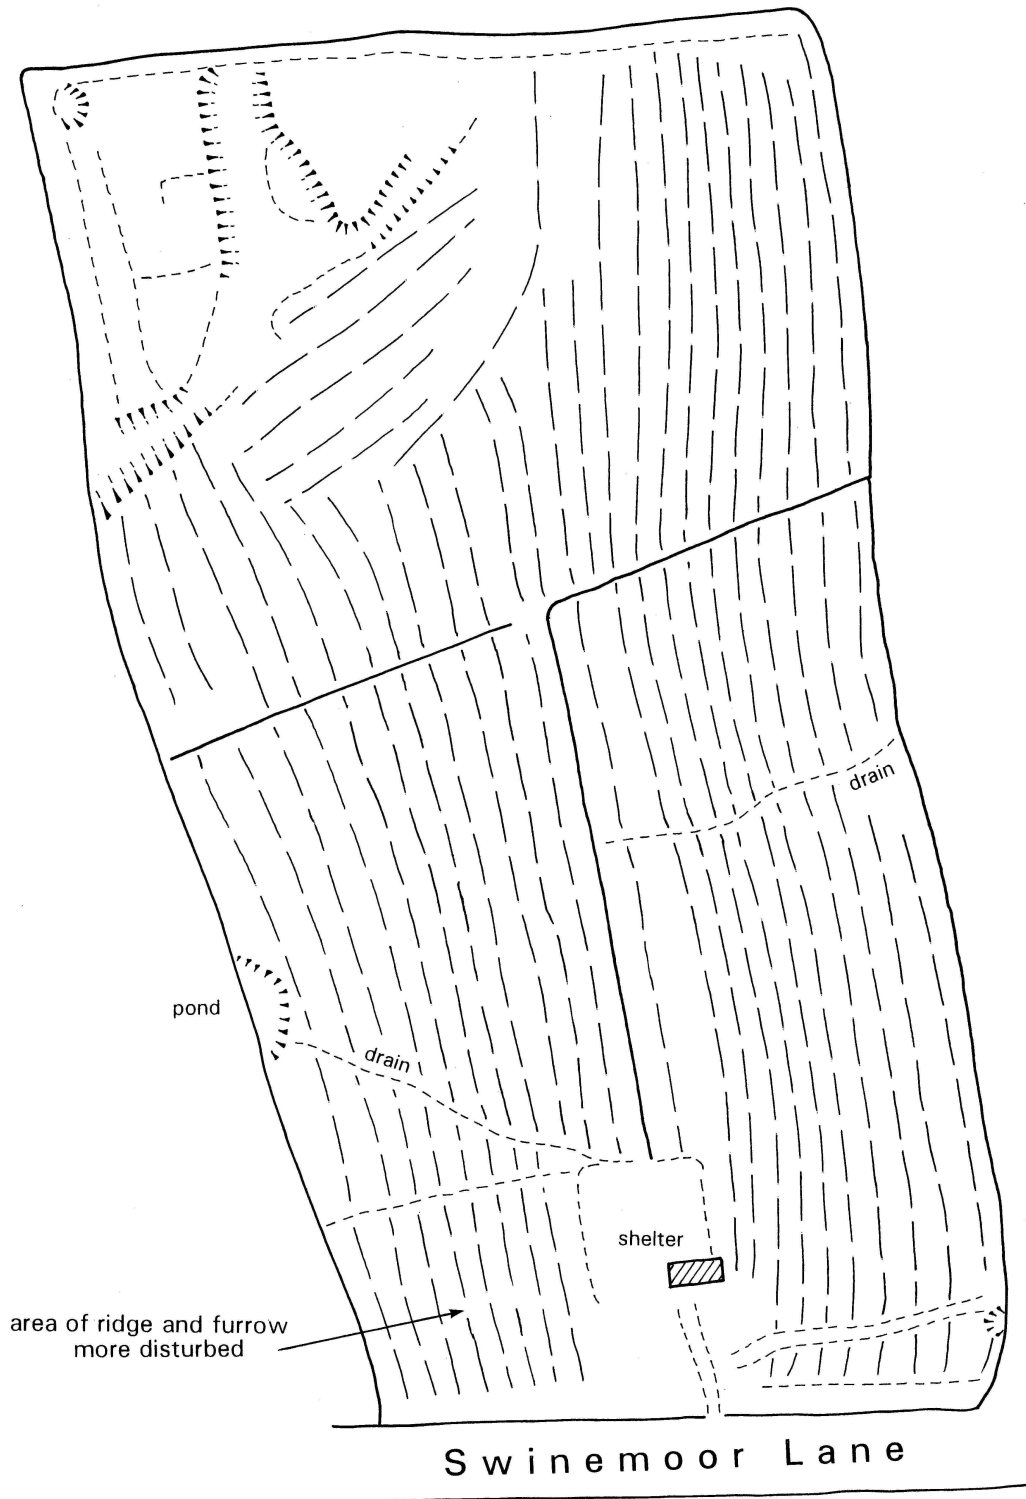 drain
pond
drain
shelter
area of ridge and furrow
more disturbed
Swinemoor Lane